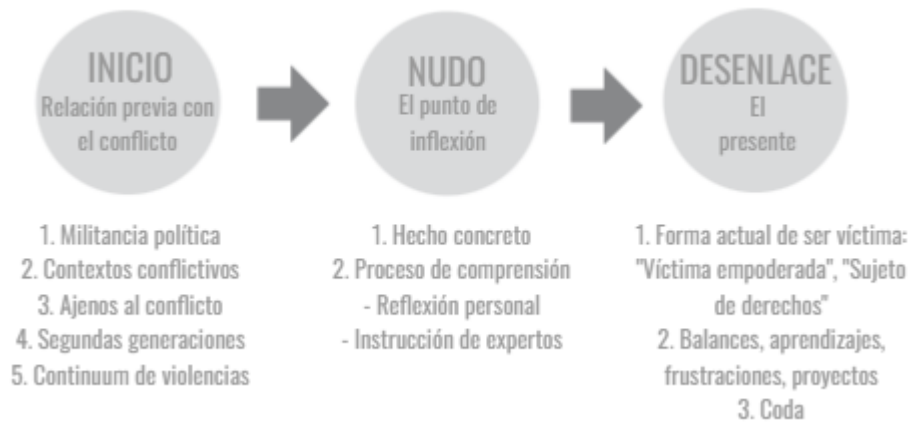 INICIO
Relación previa con
el conflicto
1. Militancia política
2. Contextos conflictivos
3. Ajenos al conflicto
4. Segundas generaciones
5. Continuum de violencias
NUDO
El punto de
inflexión
1. Hecho concreto
2. Proceso de comprensión
- Reflexión personal
- Instrucción de expertos
DESENLACE
El
presente
1. Forma actual de ser víctima:
"Víctima empoderada", "Sujeto
de derechos"
2. Balances, aprendizajes,
frustraciones, proyectos
3. Coda